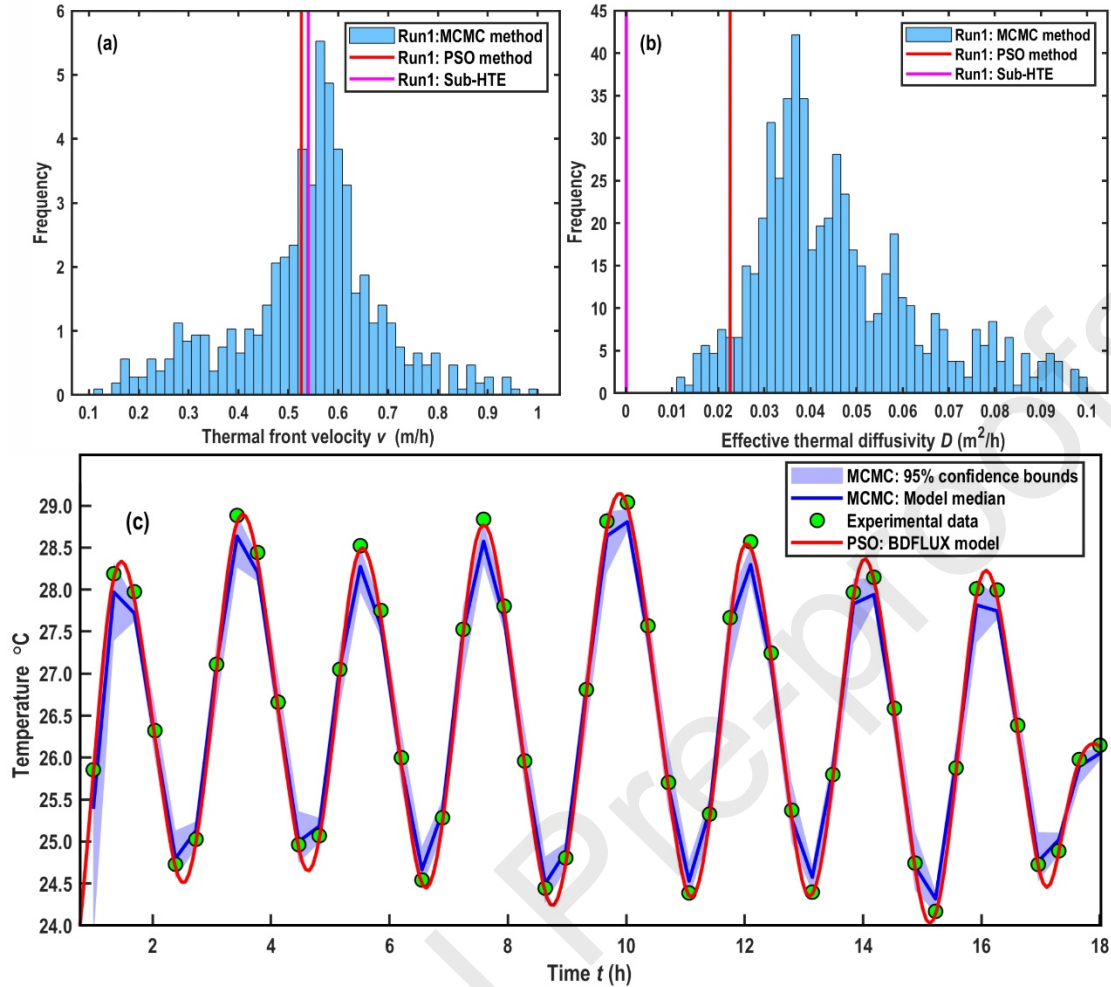 (a)
Run1:MCMC method
Run1: PSO method
Run1: Sub-HTE
Frequency
6
5
4
3
2
1
0
0.1 0.2 0.3 0.4 0.5 0.6 0.7 0.8 0.9 1
Thermal front velocity v (m/h)
(b)
Run1: MCMC method
Run1: PSO method
Run1: Sub-HTE
Frequency
45
40
35
30
25
20
15
10
5
0
0 0.01 0.02 0.03 0.04 0.05 0.06 0.07 0.08 0.09 0.1
Effective thermal diffusivity D (m²/h)
(c)
MCMC: 95% confidence bounds
MCMC: Model median
Experimental data
PSO: BDFLUX model
Temperature °C
29.0
28.5
28.0
27.5
27.0
26.5
26.0
25.5
25.0
24.5
24.0
2 4 6 8 10 12 14 16 18
Time t (h)
l Pre-proofs